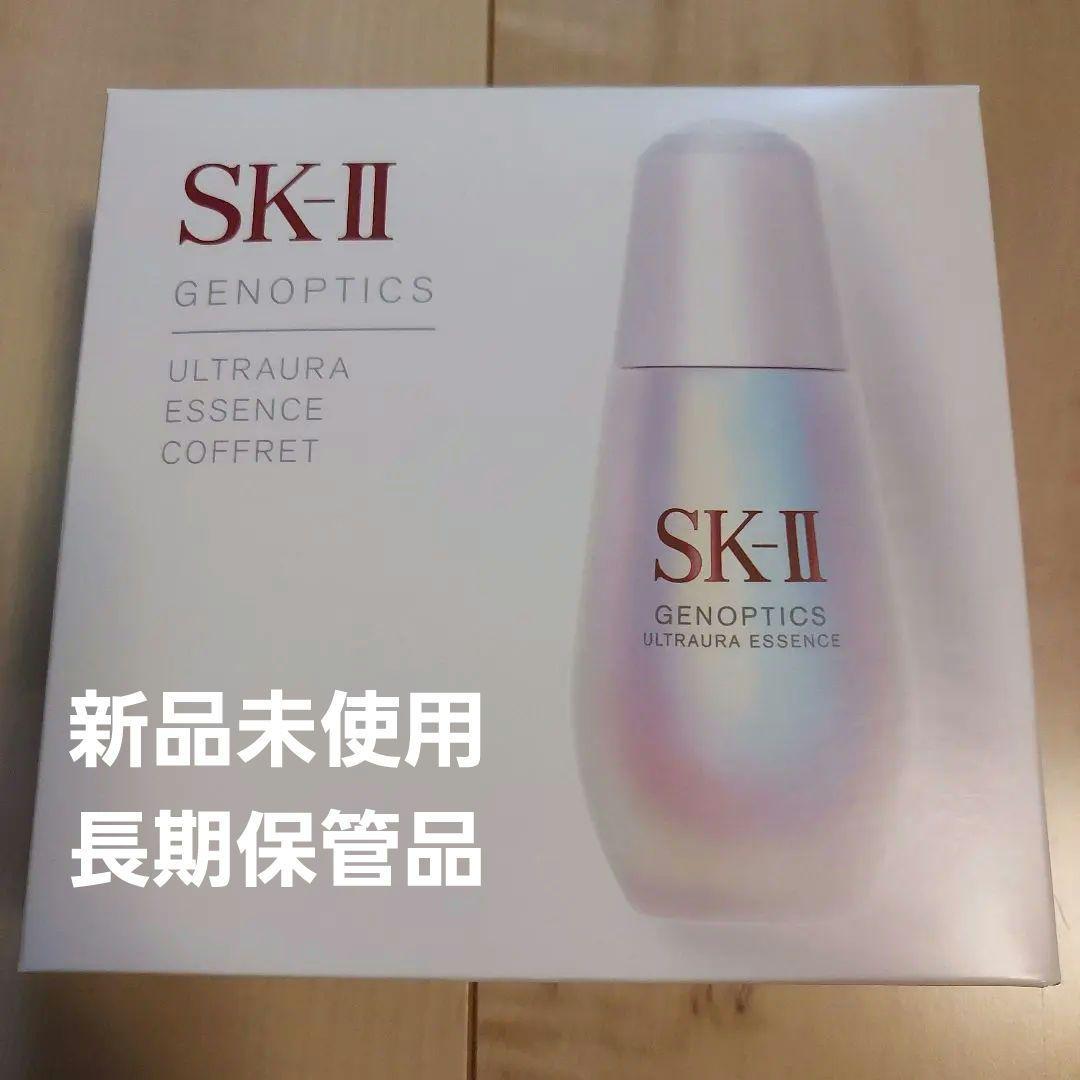 SK-II
GENOPTICS
ULTRAURA
ESSENCE
COFFRET
SK-II
GENOPTICS
ULTRAURA ESSENCE
新品未使用
長期保管品